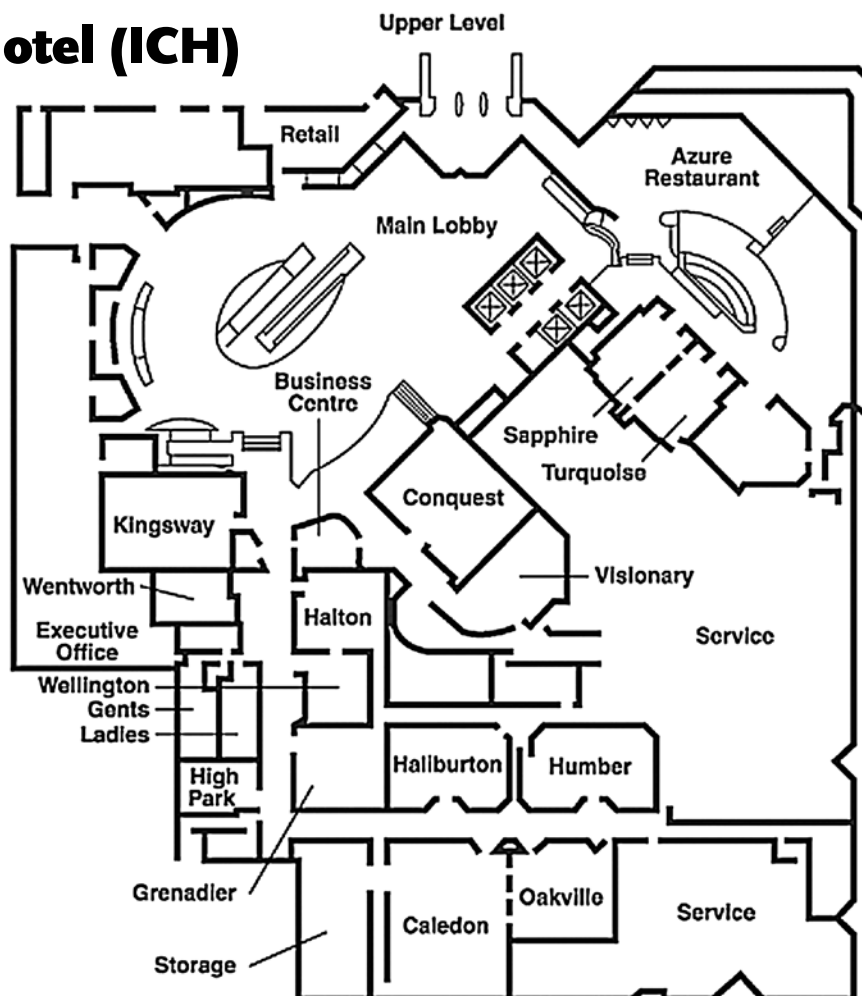 otel (ICH)
Upper Level
Retail
Azure
Restaurant
Main Lobby
Business
Centre
Sapphire
Turquoise
Conquest
Kingsway
Visionary
Wentworth
Halton
Executive
Office
Service
Wellington
Gents
Ladies
Haliburton
Humber
High
Park
Grenadier
Oakville
Caledon
Service
Storage